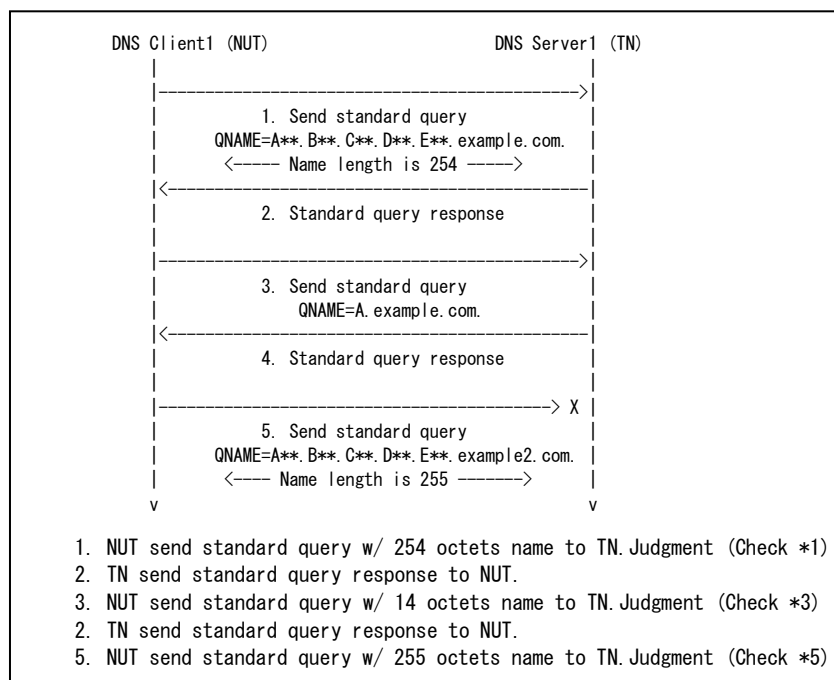 DNS Client1 (NUT) DNS Server1 (TN)
| |
|--------------------------------------------->|
| 1. Send standard query |
| QNAME=A**.B**.C**.D**.E**.example.com. |
| <----- Name length is 254 -----> |
|<---------------------------------------------|
| 2. Standard query response |
| |
|--------------------------------------------->|
| 3. Send standard query |
| QNAME=A.example.com. |
|<---------------------------------------------|
| 4. Standard query response |
| |
|------------------------------------------> X |
| 5. Send standard query |
| QNAME=A**.B**.C**.D**.E**.example2.com. |
| <---- Name length is 255 -------> |
v v
1. NUT send standard query w/ 254 octets name to TN.Judgment (Check *1)
2. TN send standard query response to NUT.
3. NUT send standard query w/ 14 octets name to TN.Judgment (Check *3)
2. TN send standard query response to NUT.
5. NUT send standard query w/ 255 octets name to TN.Judgment (Check *5)